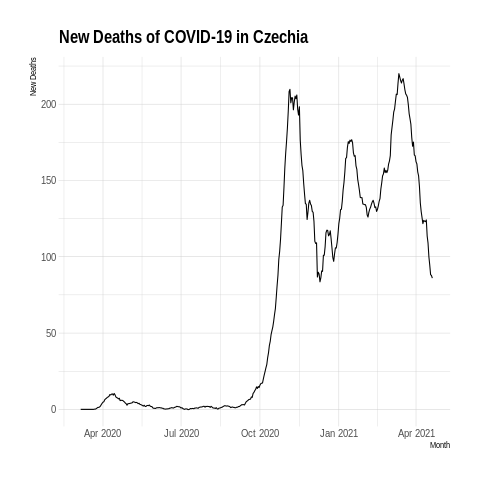 New Deaths of COVID-19 in Czechia
New Deaths
200
150
100
50
0
Apr 2020 Jul 2020 Oct 2020 Jan 2021 Apr 2021
Month